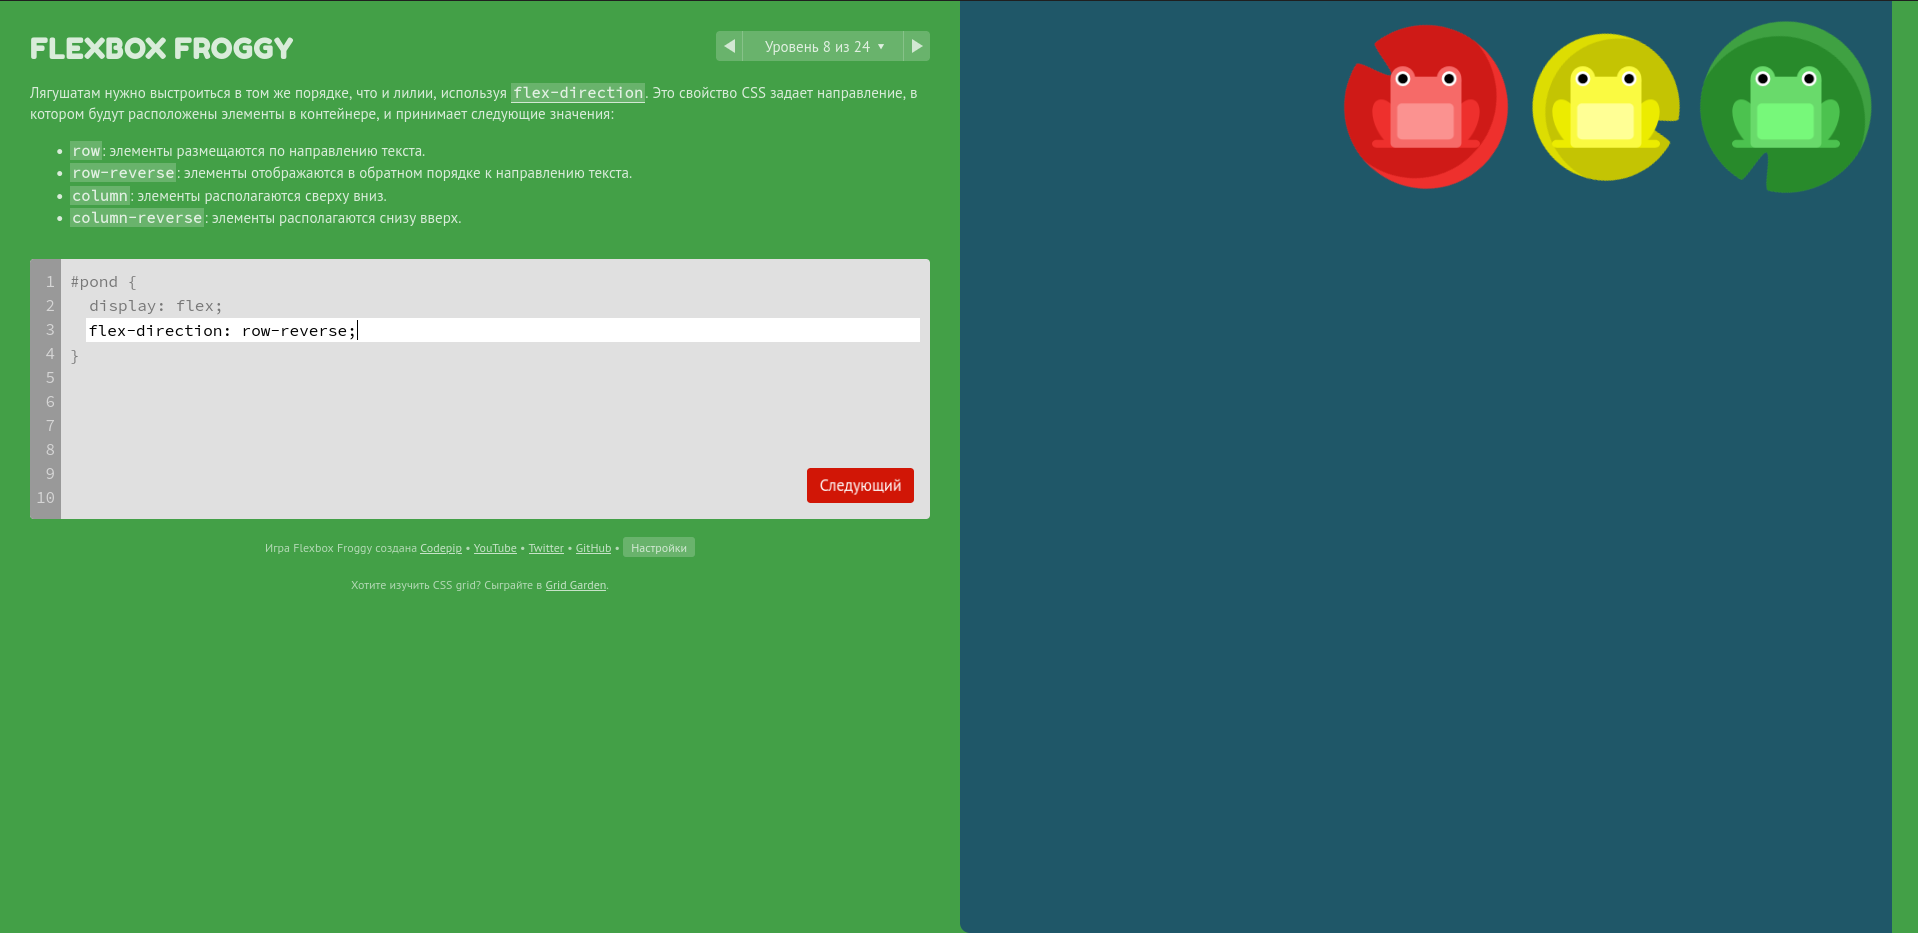 FLEXBOX FROGGY
Уровень 8 из 24 ▼
Лягушатам нужно выстроиться в том же порядке, что и лилии, используя flex-direction. Это свойство CSS задает направление, в
котором будут расположены элементы в контейнере, и принимает следующие значения:
• row: элементы размещаются по направлению текста.
• row-reverse: элементы отображаются в обратном порядке к направлению текста.
• column: элементы располагаются сверху вниз.
• column-reverse: элементы располагаются снизу вверх.
1 #pond {
2 display: flex;
3 flex-direction: row-reverse;
4 }
5
6
7
8
9
10
Следующий
Игра Flexbox Froggy создана Codepip • YouTube • Twitter • GitHub • Настройки
Хотите изучить CSS grid? Сыграйте в Grid Garden.